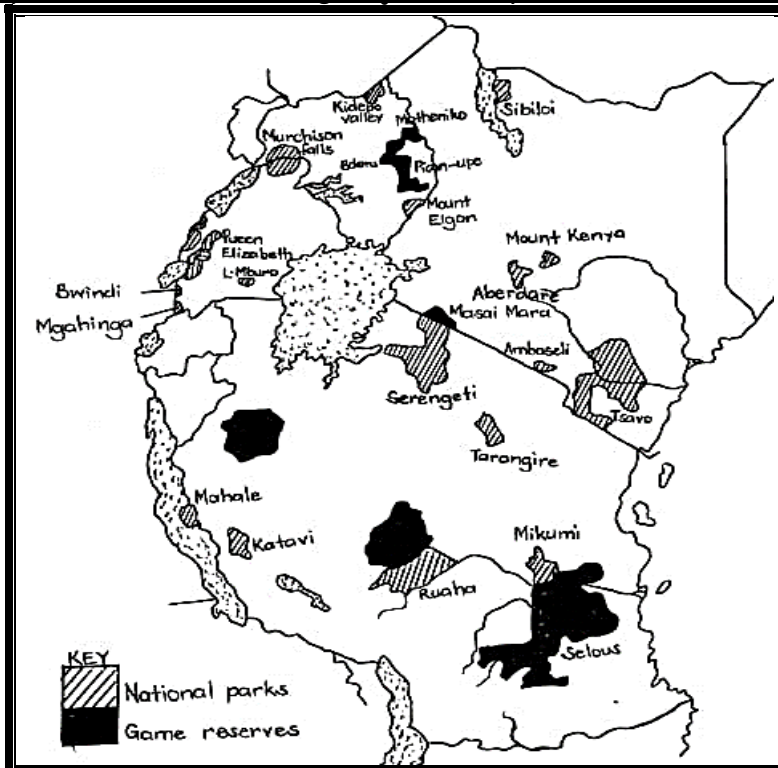 Kidepo
valley
Sibiloi
Matheniko
Murchison
falls
Bokora
Pian-upe
Mount
Elgon
Queen
Elizabeth
L. Mburo
Mount Kenya
Bwindi
Mgahinga
Aberdare
Masai Mara
Ambaseli
Serengeti
Tsavo
Tarangire
Mahale
Katavi
Mikumi
Ruaha
Selous
KEY
National parks
Game reserves